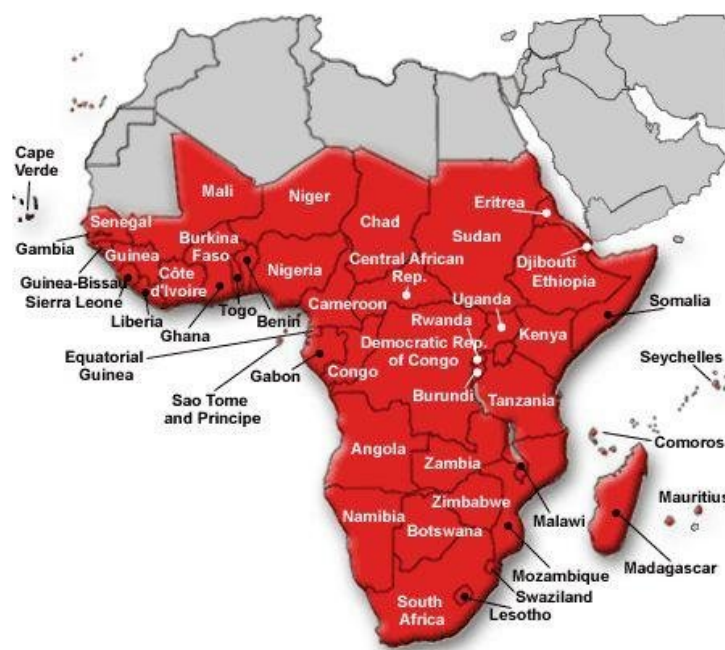 Cape
Verde
Mali
Niger
Eritrea
Chad
Senegal
Sudan
Gambia
Burkina
Faso
Guinea
Djibouti
Central African
Rep.
Nigeria
Ethiopia
Guinea-Bissau
Côte
d'Ivoire
Sierra Leone
Cameroon
Uganda
Somalia
Liberia
Togo
Benin
Ghana
Rwanda
Kenya
Equatorial
Guinea
Democratic Rep.
of Congo
Seychelles
Gabon
Congo
Sao Tome
and Principe
Burundi
Tanzania
Comoros
Angola
Zambia
Zimbabwe
Mauritius
Namibia
Malawi
Botswana
Madagascar
Mozambique
Swaziland
South
Africa
Lesotho